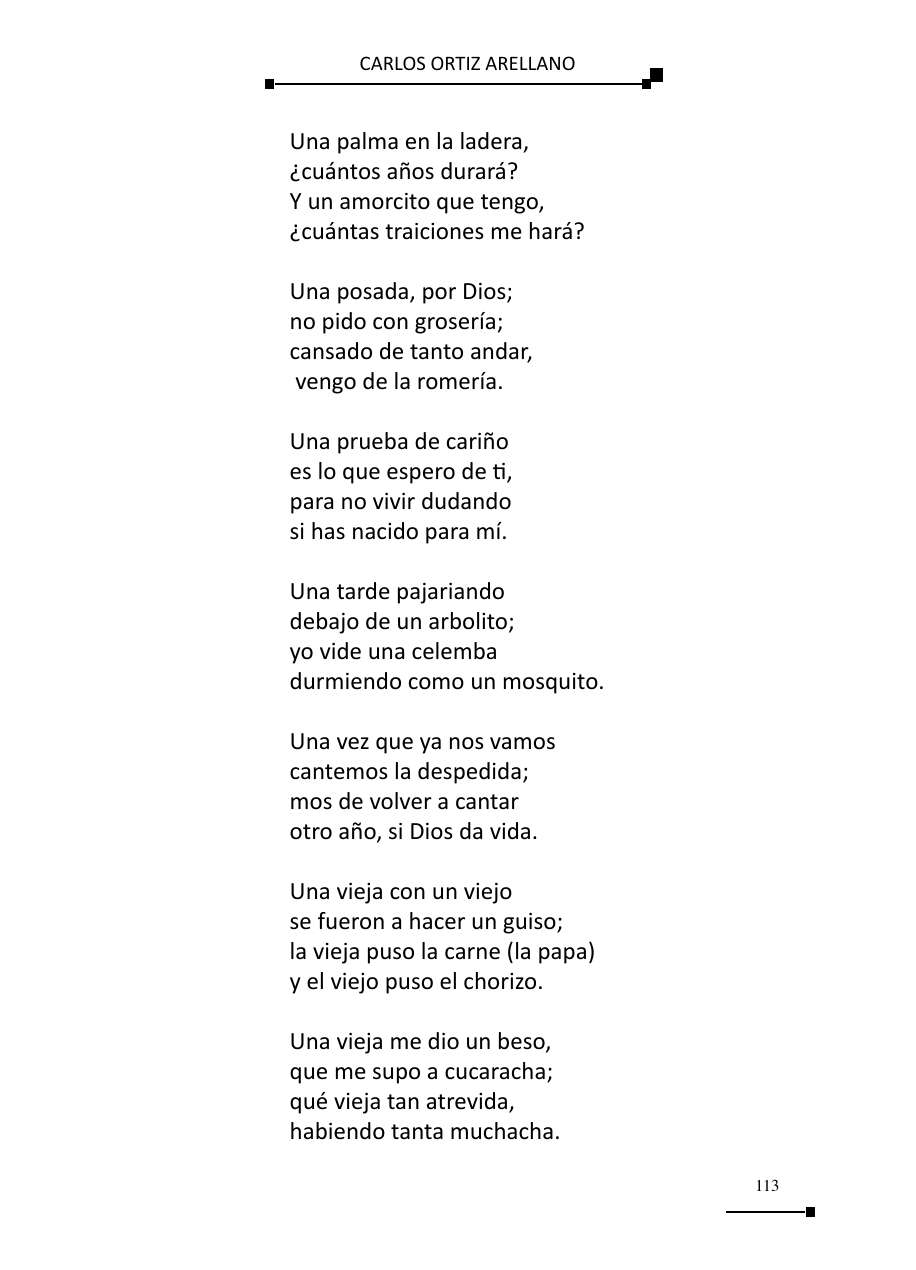 CARLOS ORTIZ ARELLANO
Una palma en la ladera,
¿cuántos años durará?
Y un amorcito que tengo,
¿cuántas traiciones me hará?
Una posada, por Dios;
no pido con grosería;
cansado de tanto andar,
vengo de la romería.
Una prueba de cariño
es lo que espero de ti,
para no vivir dudando
si has nacido para mí.
Una tarde pajariando
debajo de un arbolito;
yo vide una celemba
durmiendo como un mosquito.
Una vez que ya nos vamos
cantemos la despedida;
mos de volver a cantar
otro año, si Dios da vida.
Una vieja con un viejo
se fueron a hacer un guiso;
la vieja puso la carne (la papa)
y el viejo puso el chorizo.
Una vieja me dio un beso,
que me supo a cucaracha;
qué vieja tan atrevida,
habiendo tanta muchacha.
113